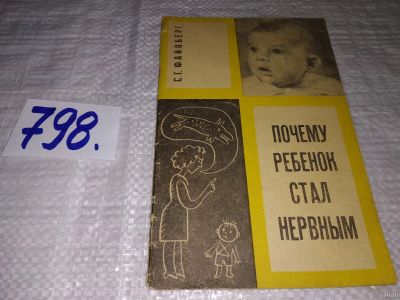 798.
С.Г. ФАЙНБЕРГ
ПОЧЕМУ
РЕБЕНОК
СТАЛ
НЕРВНЫМ